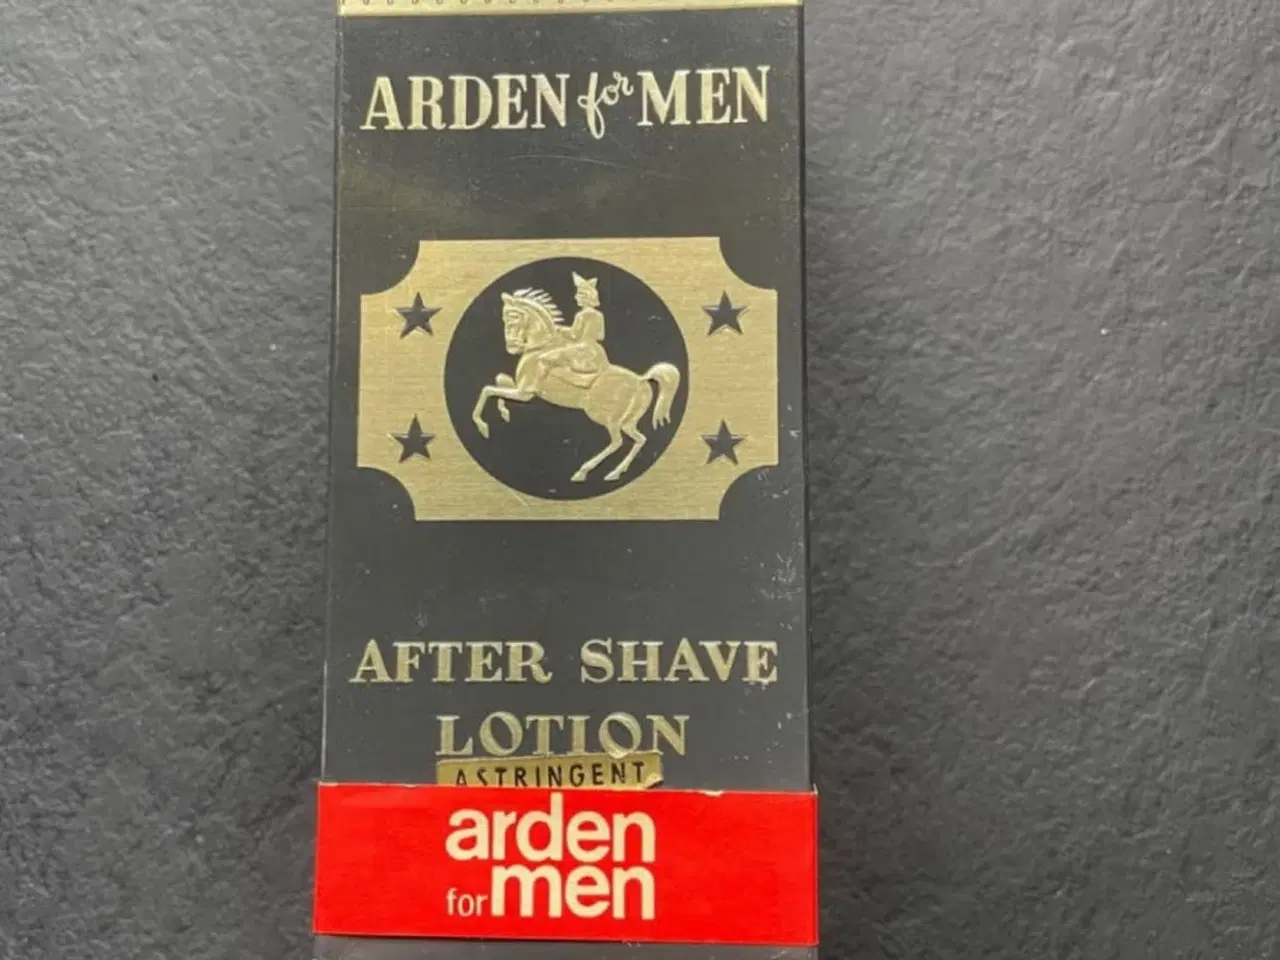 ARDEN for MEN
AFTER SHAVE
LOTION
ASTRINGENT
arden
for men